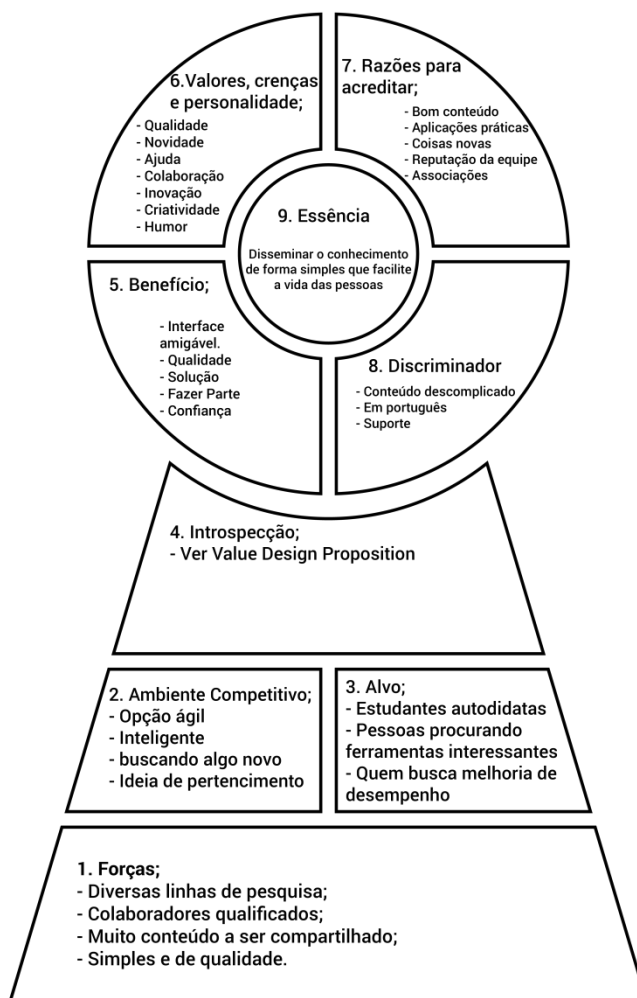 6.Valores, crenças
e personalidade;
- Qualidade
- Novidade
- Ajuda
- Colaboração
- Inovação
- Criatividade
- Humor
7. Razões para
acreditar;
- Bom conteúdo
- Aplicações práticas
- Coisas novas
- Reputação da equipe
- Associações
9. Essência
Disseminar o conhecimento
de forma simples que facilite
a vida das pessoas
5. Benefício;
- Interface
amigável.
- Qualidade
- Solução
- Fazer Parte
- Confiança
8. Discriminador
- Conteúdo descomplicado
- Em português
- Suporte
4. Introspecção;
- Ver Value Design Proposition
2. Ambiente Competitivo;
- Opção ágil
- Inteligente
- buscando algo novo
- Ideia de pertencimento
3. Alvo;
- Estudantes autodidatas
- Pessoas procurando
ferramentas interessantes
- Quem busca melhoria de
desempenho
1. Forças;
- Diversas linhas de pesquisa;
- Colaboradores qualificados;
- Muito conteúdo a ser compartilhado;
- Simples e de qualidade.